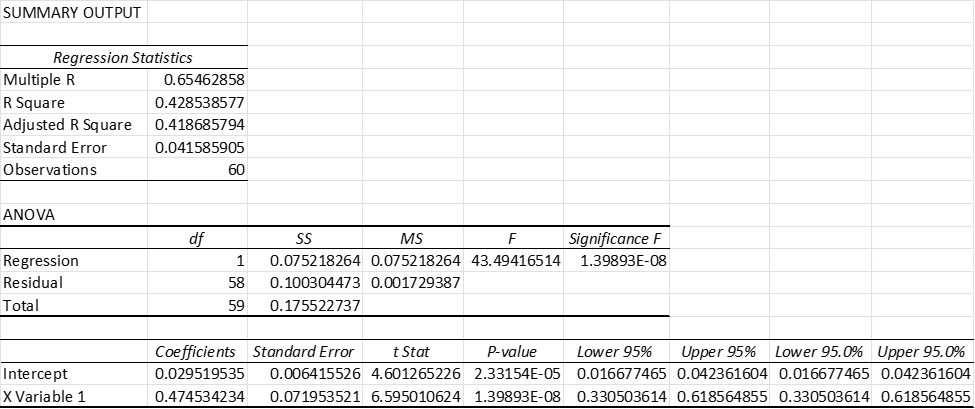 SUMMARY OUTPUT
Regression Statistics
Multiple R 0.65462858
R Square 0.428538577
Adjusted R Square 0.418685794
Standard Error 0.041585905
Observations 60
ANOVA
df SS MS F Significance F
Regression 1 0.075218264 0.075218264 43.49416514 1.39893E-08
Residual 58 0.100304473 0.001729387
Total 59 0.175522737
Coefficients Standard Error t Stat P-value Lower 95% Upper 95% Lower 95.0% Upper 95.0%
Intercept 0.029519535 0.006415526 4.601265226 2.33154E-05 0.016677465 0.042361604 0.016677465 0.042361604
X Variable 1 0.474534234 0.071953521 6.595010624 1.39893E-08 0.330503614 0.618564855 0.330503614 0.618564855